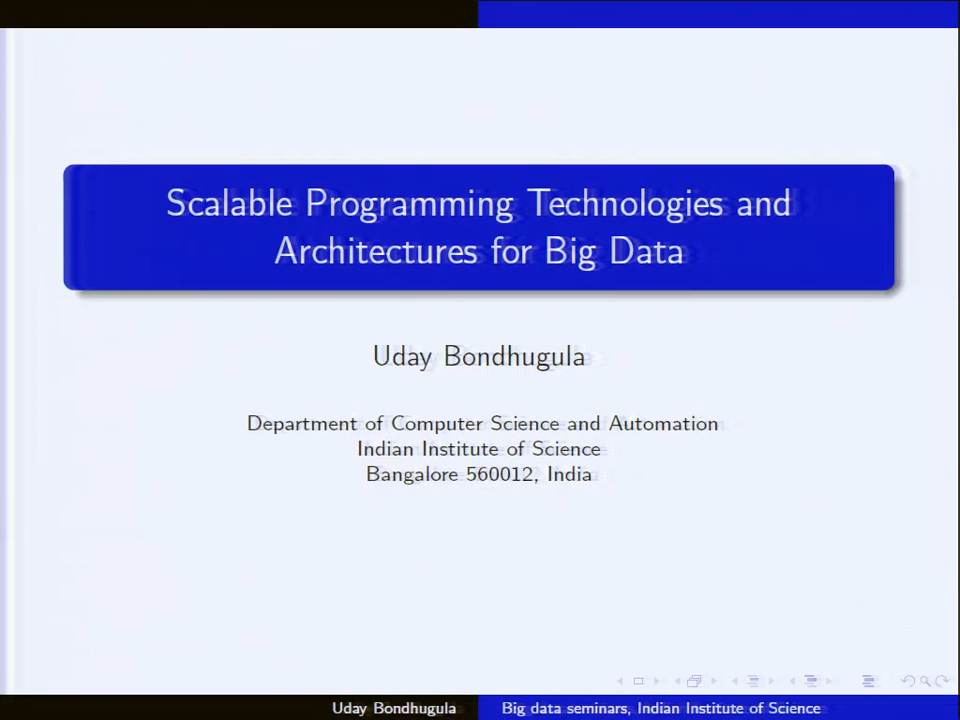 Scalable Programming Technologies and
Architectures for Big Data
Uday Bondhugula
Department of Computer Science and Automation
Indian Institute of Science
Bangalore 560012, India
Uday Bondhugula
Big data seminars, Indian Institute of Science